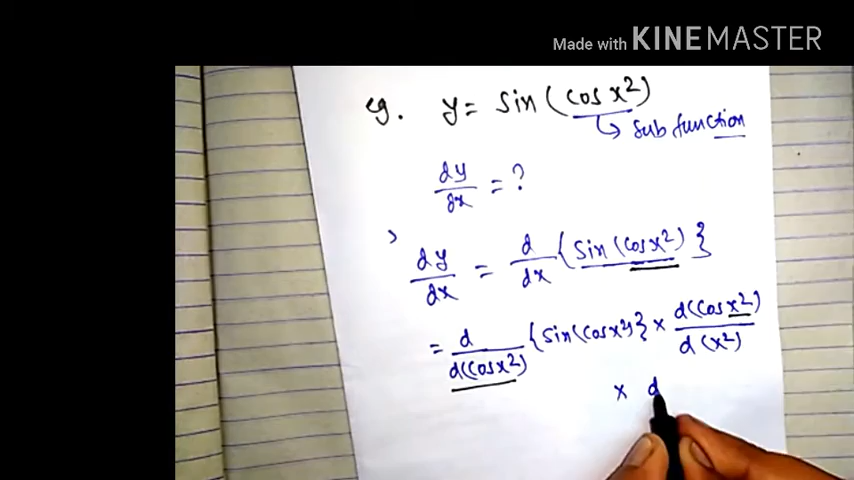 Made with KINEMASTER
eg. y = Sin (Cos x²)
↳ Sub function
dy/dx = ?
dy/dx = d/dx {Sin (Cos x²)}
= d/d(Cos x²) {Sin (Cos x²)} × d(Cos x²)/d(x²)
× d